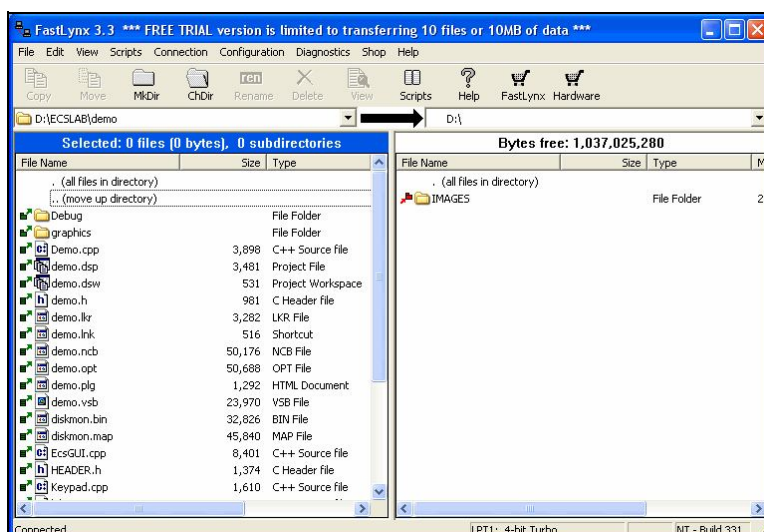 FastLynx 3.3 *** FREE TRIAL version is limited to transferring 10 files or 10MB of data ***
File Edit View Scripts Connection Configuration Diagnostics Shop Help
Copy Move MkDir ChDir Rename Delete View Scripts Help FastLynx Hardware
D:\ECSLAB\demo D:\
Selected: 0 files (0 bytes), 0 subdirectories Bytes free: 1,037,025,280
File Name Size Type File Name Size Type M
. (all files in directory) . (all files in directory)
.. (move up directory) IMAGES File Folder 2
Debug File Folder
graphics File Folder
Demo.cpp 3,898 C++ Source file
demo.dsp 3,481 Project File
demo.dsw 531 Project Workspace
demo.h 981 C Header file
demo.lkr 3,282 LKR File
demo.lnk 516 Shortcut
demo.ncb 50,176 NCB File
demo.opt 50,688 OPT File
demo.plg 1,292 HTML Document
demo.vsb 23,970 VSB File
diskmon.bin 32,826 BIN File
diskmon.map 45,840 MAP File
EcsGUI.cpp 8,401 C++ Source file
HEADER.h 1,374 C Header file
Keypad.cpp 1,610 C++ Source file
Connected LPT1: 4-bit Turbo NT - Build 331